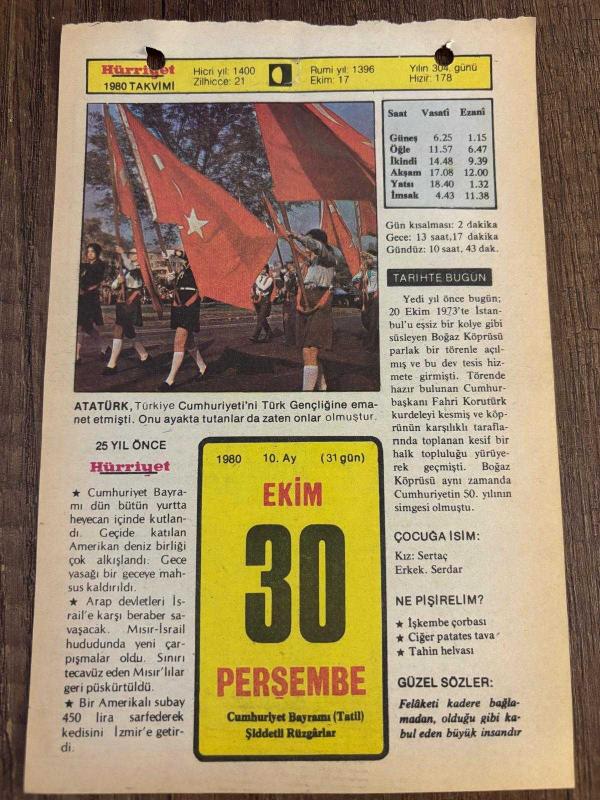 Hürriyet
1980 TAKVİMİ
Hicri yıl: 1400
Zilhicce: 21
Rumi yıl: 1396
Ekim: 17
Yılın 304. günü
Hızır: 178
Saat Vasatî Ezanî
Güneş 6.25 1.15
Öğle 11.57 6.47
İkindi 14.48 9.39
Akşam 17.08 12.00
Yatsı 18.40 1.32
İmsak 4.43 11.38
Gün kısalması: 2 dakika
Gece: 13 saat,17 dakika
Gündüz: 10 saat, 43 dak.
TARİHTE BUGÜN
Yedi yıl önce bugün;
20 Ekim 1973'te İstan-
bul'u eşsiz bir kolye gibi
süsleyen Boğaz Köprüsü
parlak bir törenle açıl-
mış ve bu dev tesis hiz-
mete girmişti. Törende
hazır bulunan Cumhur-
başkanı Fahri Korutürk
kurdeleyi kesmiş ve köp-
rünün karşılıklı tarafla-
rında toplanan kesif bir
halk topluluğu yürüye-
rek geçmişti. Boğaz
Köprüsü aynı zamanda
Cumhuriyetin 50. yılının
simgesi olmuştu.
ÇOCUĞA İSİM:
Kız: Sertaç
Erkek. Serdar
NE PİŞİRELİM?
★ İşkembe çorbası
★ Ciğer patates tava
★ Tahin helvası
GÜZEL SÖZLER:
Felâketi kadere bağla-
madan, olduğu gibi ka-
bul eden büyük insandır
ATATÜRK, Türkiye Cumhuriyeti'ni Türk Gençliğine ema-
net etmişti. Onu ayakta tutanlar da zaten onlar olmuştur.
25 YIL ÖNCE
Hürriyet
★ Cumhuriyet Bayra-
mı dün bütün yurtta
heyecan içinde kutlan-
dı. Geçide katılan
Amerikan deniz birliği
çok alkışlandı. Gece
yasağı bir geceye mah-
sus kaldırıldı.
★ Arap devletleri İs-
rail'e karşı beraber sa-
vaşacak. Mısır-İsrail
hududunda yeni çar-
pışmalar oldu. Sınırı
tecavüz eden Mısır'lılar
geri püskürtüldü.
★ Bir Amerikalı subay
450 lira sarfederek
kedisini İzmir'e getir-
di.
1980 10. Ay (31 gün)
EKİM
30
PERŞEMBE
Cumhuriyet Bayramı (Tatil)
Şiddetli Rüzgârlar